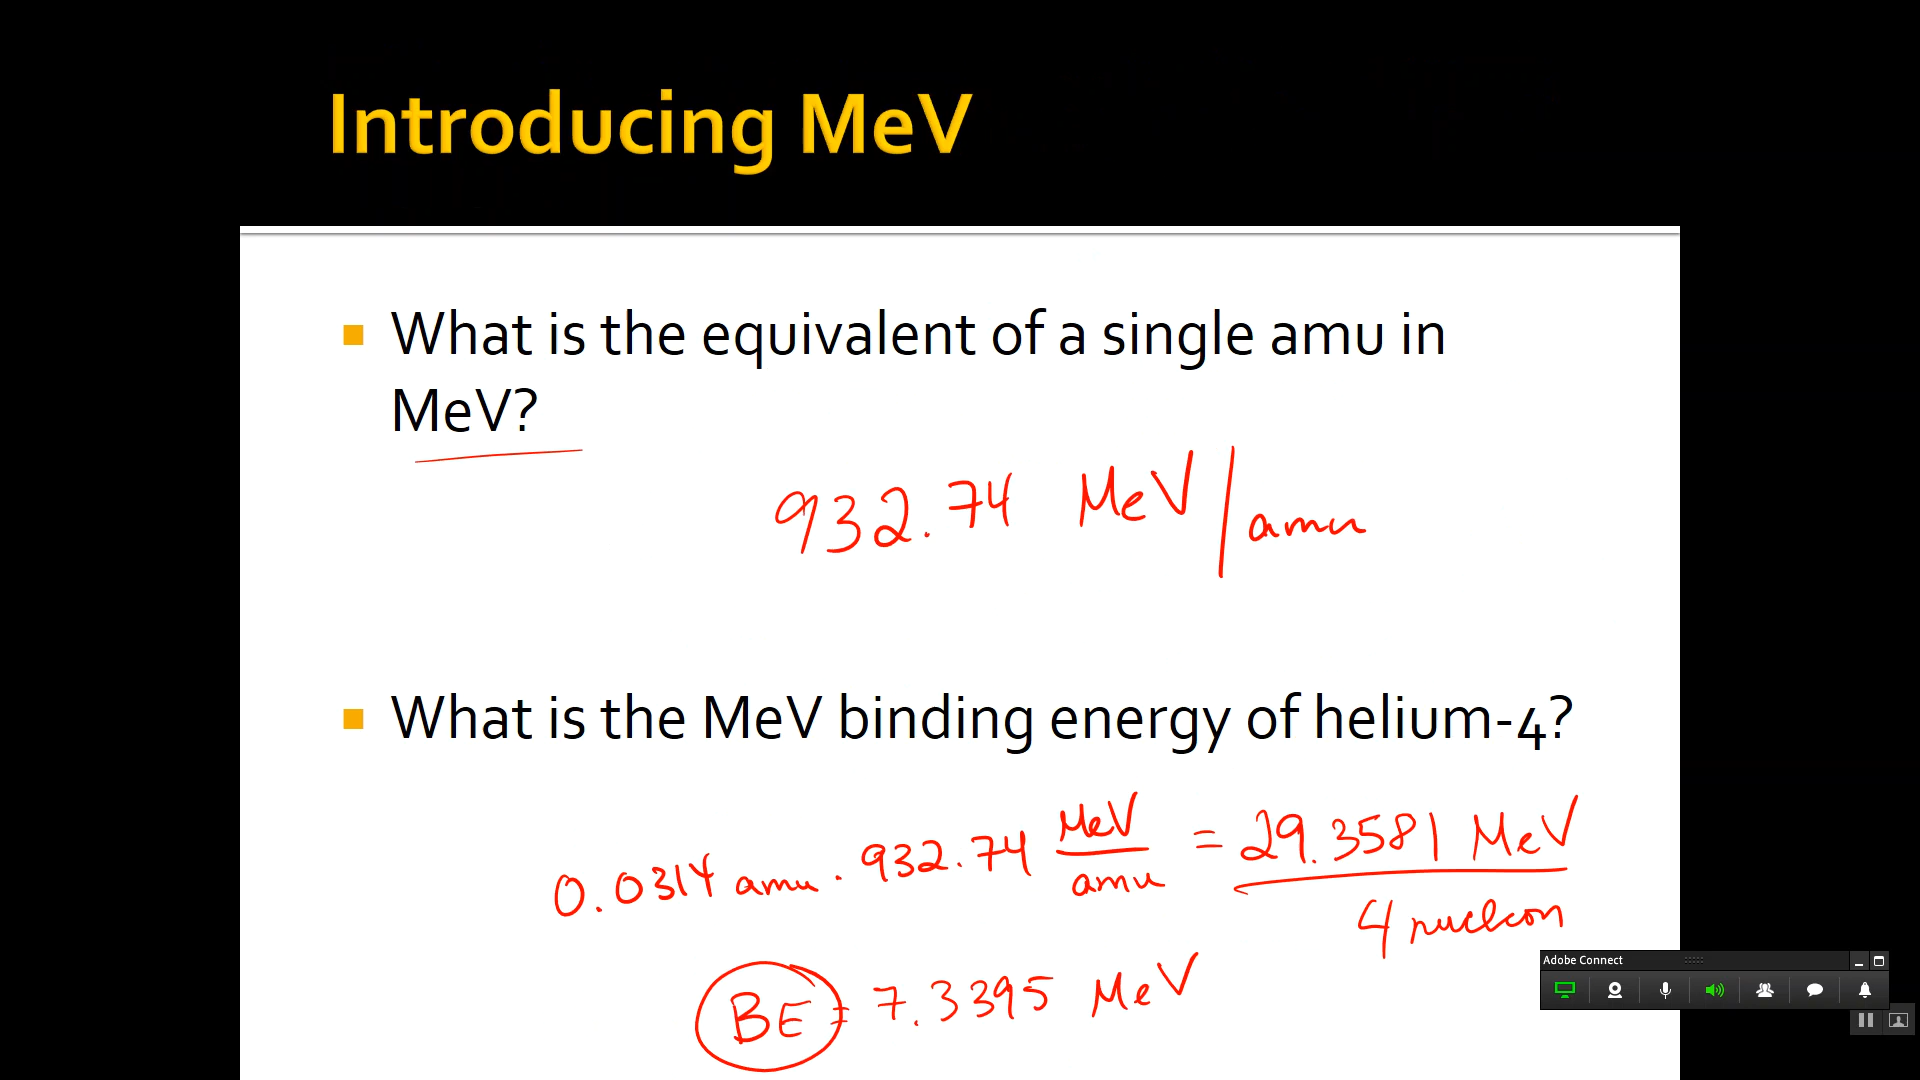 Introducing MeV
What is the equivalent of a single amu in
MeV?
932.74 MeV/amu
What is the MeV binding energy of helium-4?
0.0314 amu · 932.74 MeV/amu = 29.3581 MeV
4 nucleon
BE = 7.3395 MeV
Adobe Connect